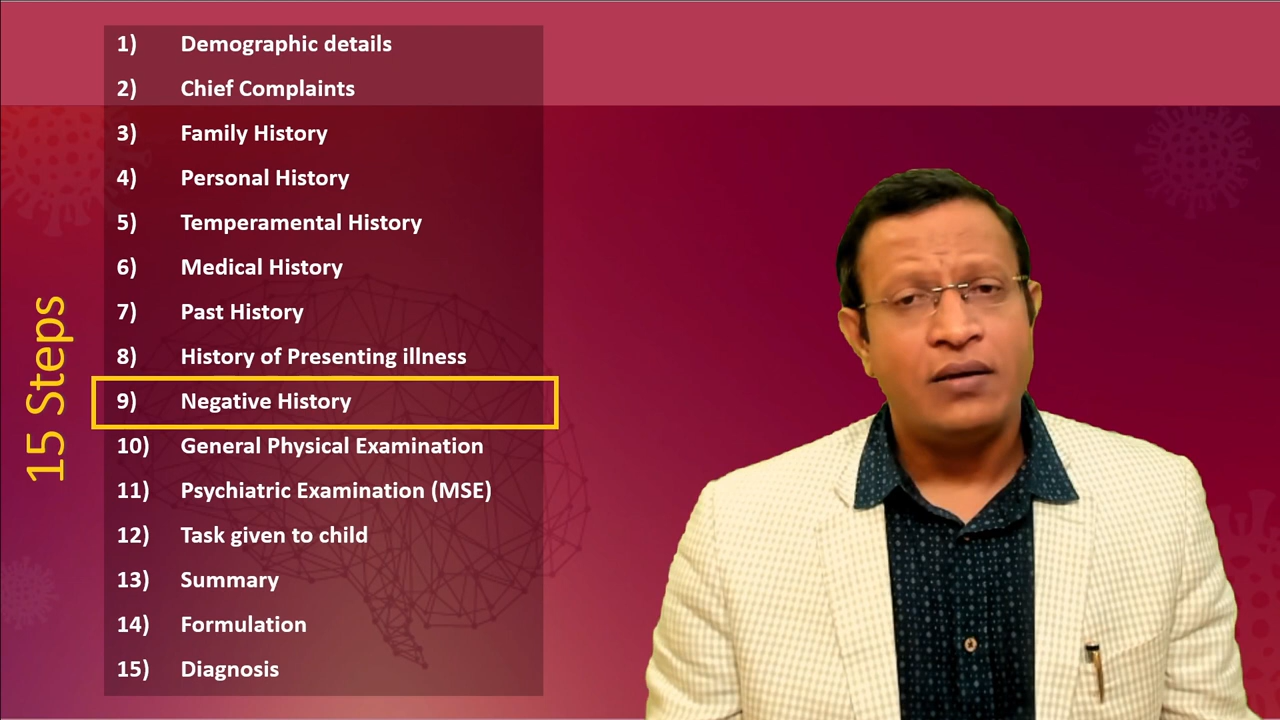 15 Steps
1) Demographic details
2) Chief Complaints
3) Family History
4) Personal History
5) Temperamental History
6) Medical History
7) Past History
8) History of Presenting illness
9) Negative History
10) General Physical Examination
11) Psychiatric Examination (MSE)
12) Task given to child
13) Summary
14) Formulation
15) Diagnosis